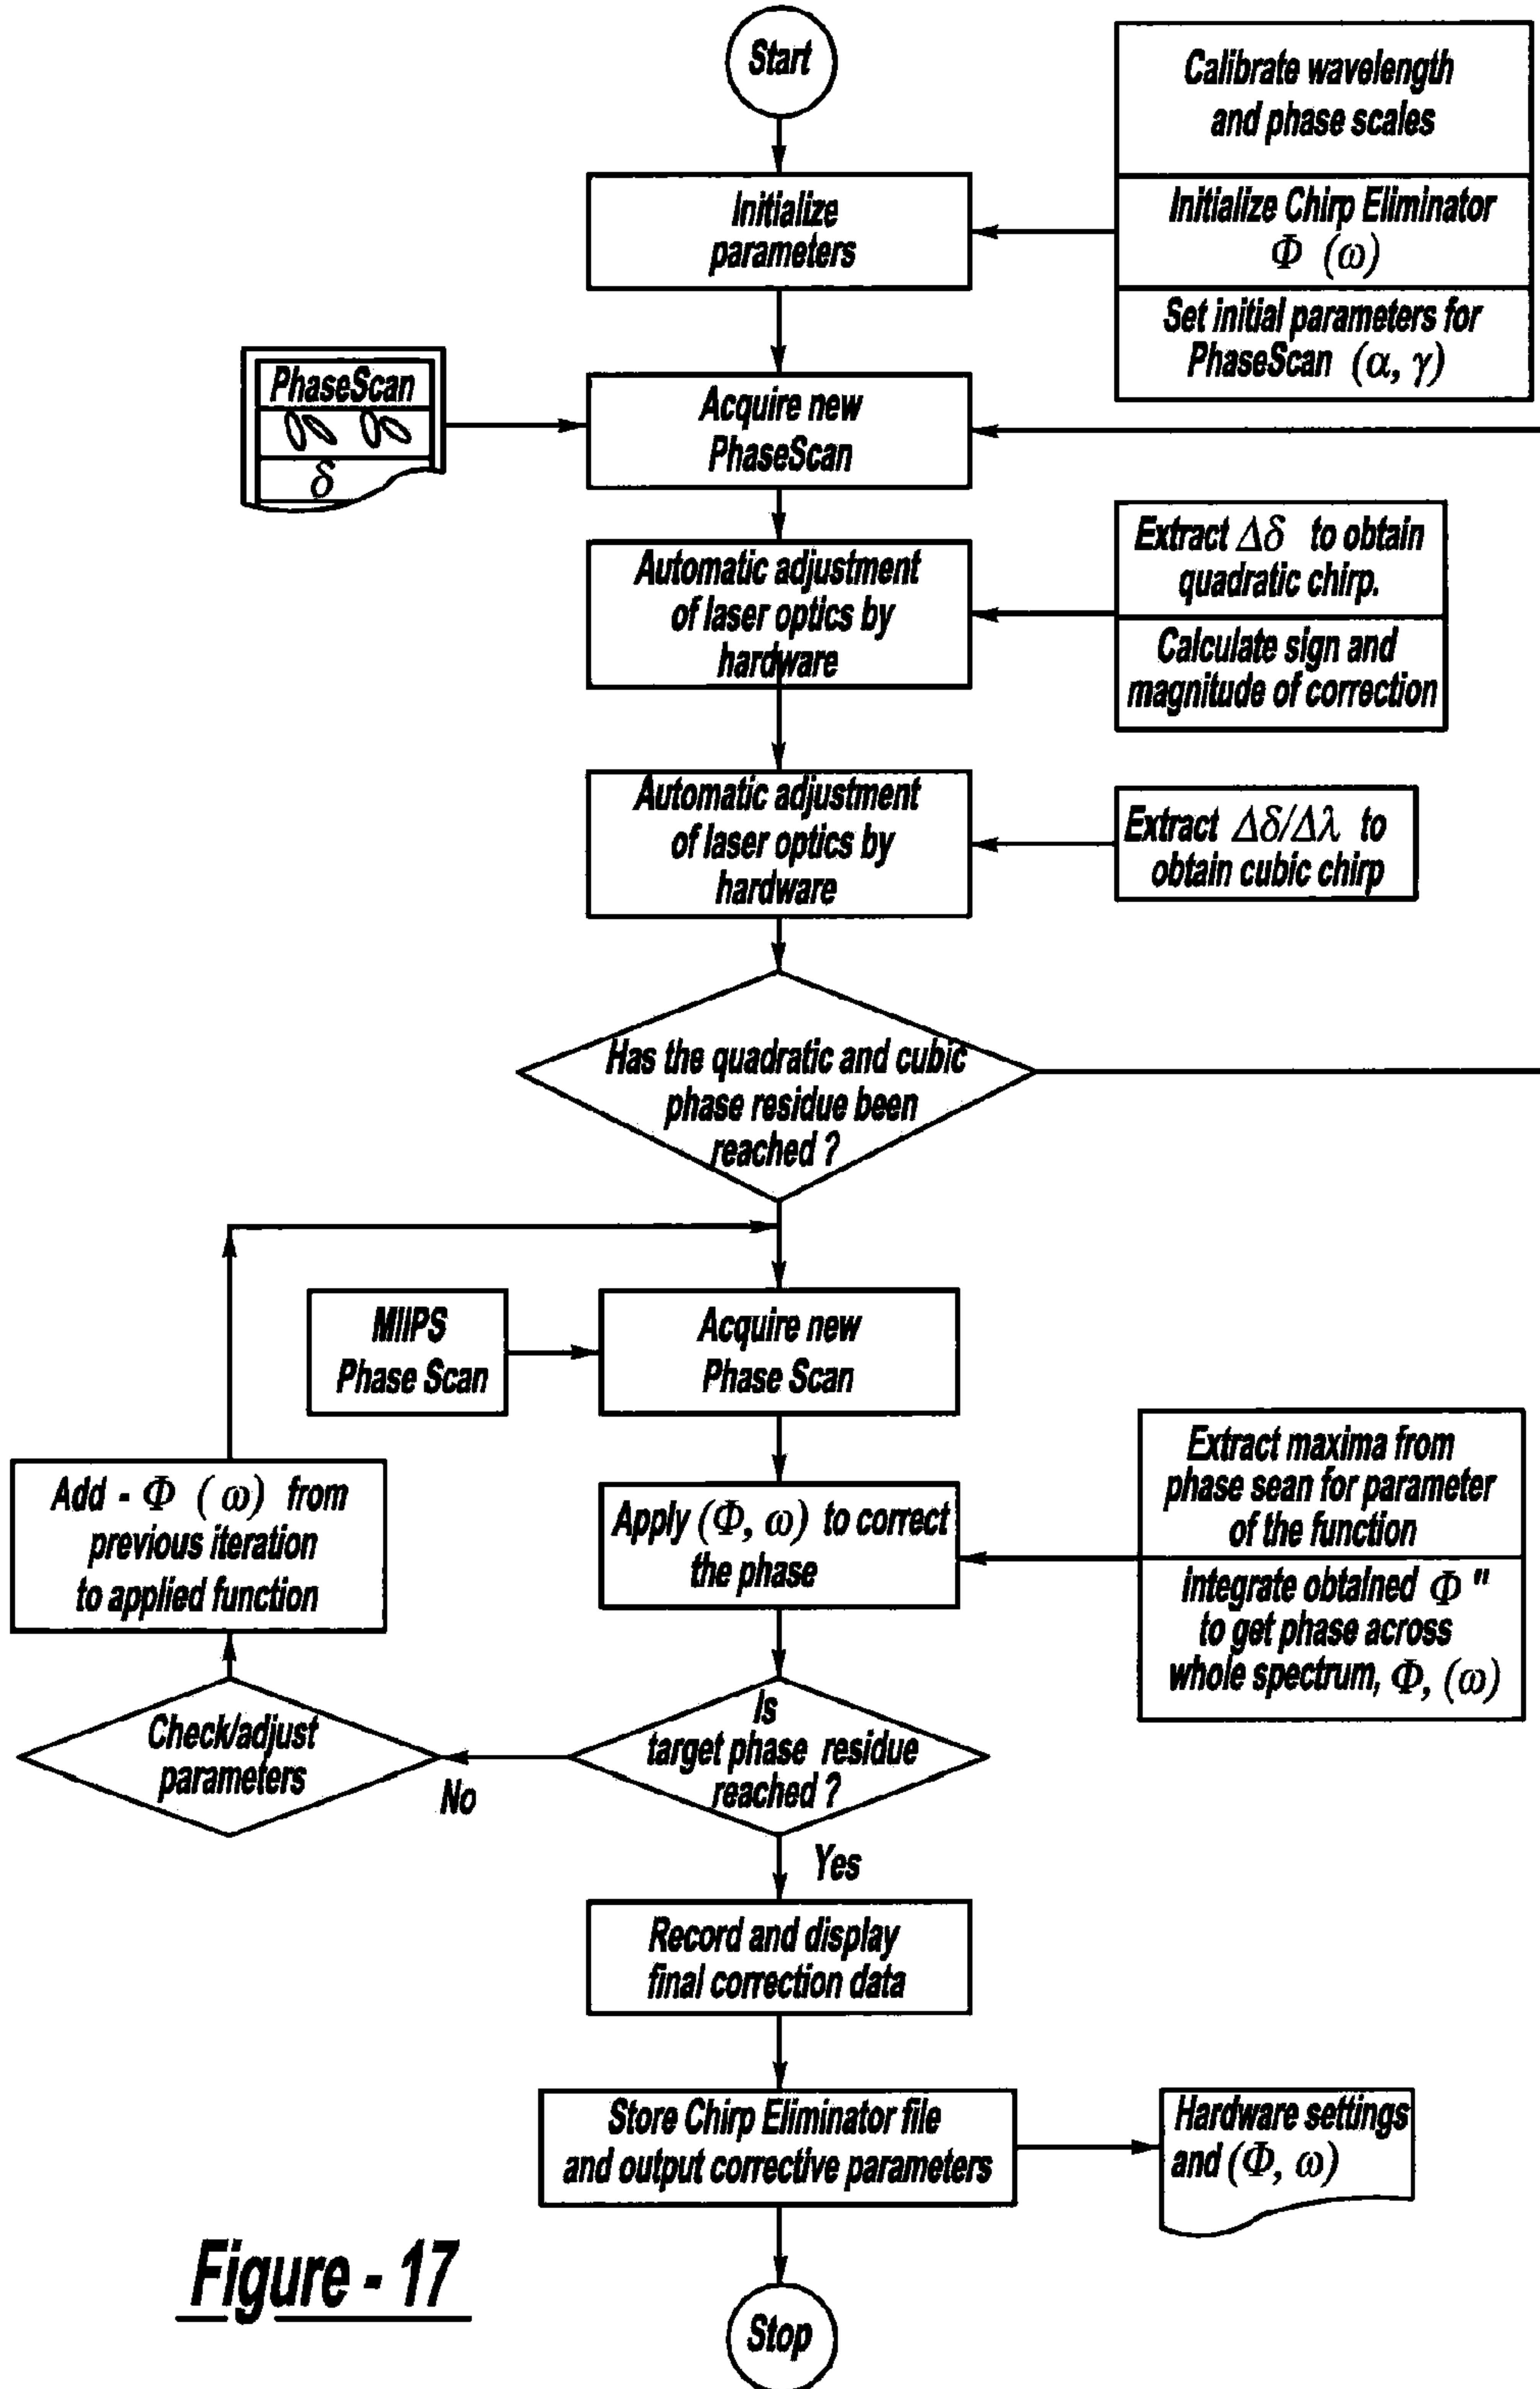 Start
Calibrate wavelength
and phase scales
Initialize
parameters
Initialize Chirp Eliminator
Φ (ω)
Set initial parameters for
PhaseScan (α, γ)
PhaseScan
δ
Acquire new
PhaseScan
Automatic adjustment
of laser optics by
hardware
Extract Δδ to obtain
quadratic chirp.
Calculate sign and
magnitude of correction
Automatic adjustment
of laser optics by
hardware
Extract Δδ/Δλ to
obtain cubic chirp
Has the quadratic and cubic
phase residue been
reached ?
MIIPS
Phase Scan
Acquire new
Phase Scan
Add - Φ (ω) from
previous iteration
to applied function
Apply (Φ, ω) to correct
the phase
Extract maxima from
phase sean for parameter
of the function
integrate obtained Φ "
to get phase across
whole spectrum, Φ, (ω)
Check/adjust
parameters
No
Is
target phase residue
reached ?
Yes
Record and display
final correction data
Store Chirp Eliminator file
and output corrective parameters
Hardware settings
and (Φ, ω)
Figure - 17
Stop